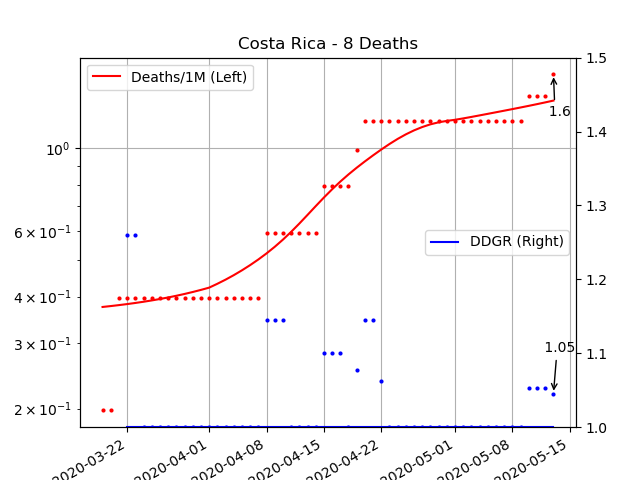 Costa Rica - 8 Deaths
Deaths/1M (Left)
DDGR (Right)
1.6
1.05
10⁰
6 × 10⁻¹
4 × 10⁻¹
3 × 10⁻¹
2 × 10⁻¹
1.5
1.4
1.3
1.2
1.1
1.0
2020-03-22
2020-04-01
2020-04-08
2020-04-15
2020-04-22
2020-05-01
2020-05-08
2020-05-15